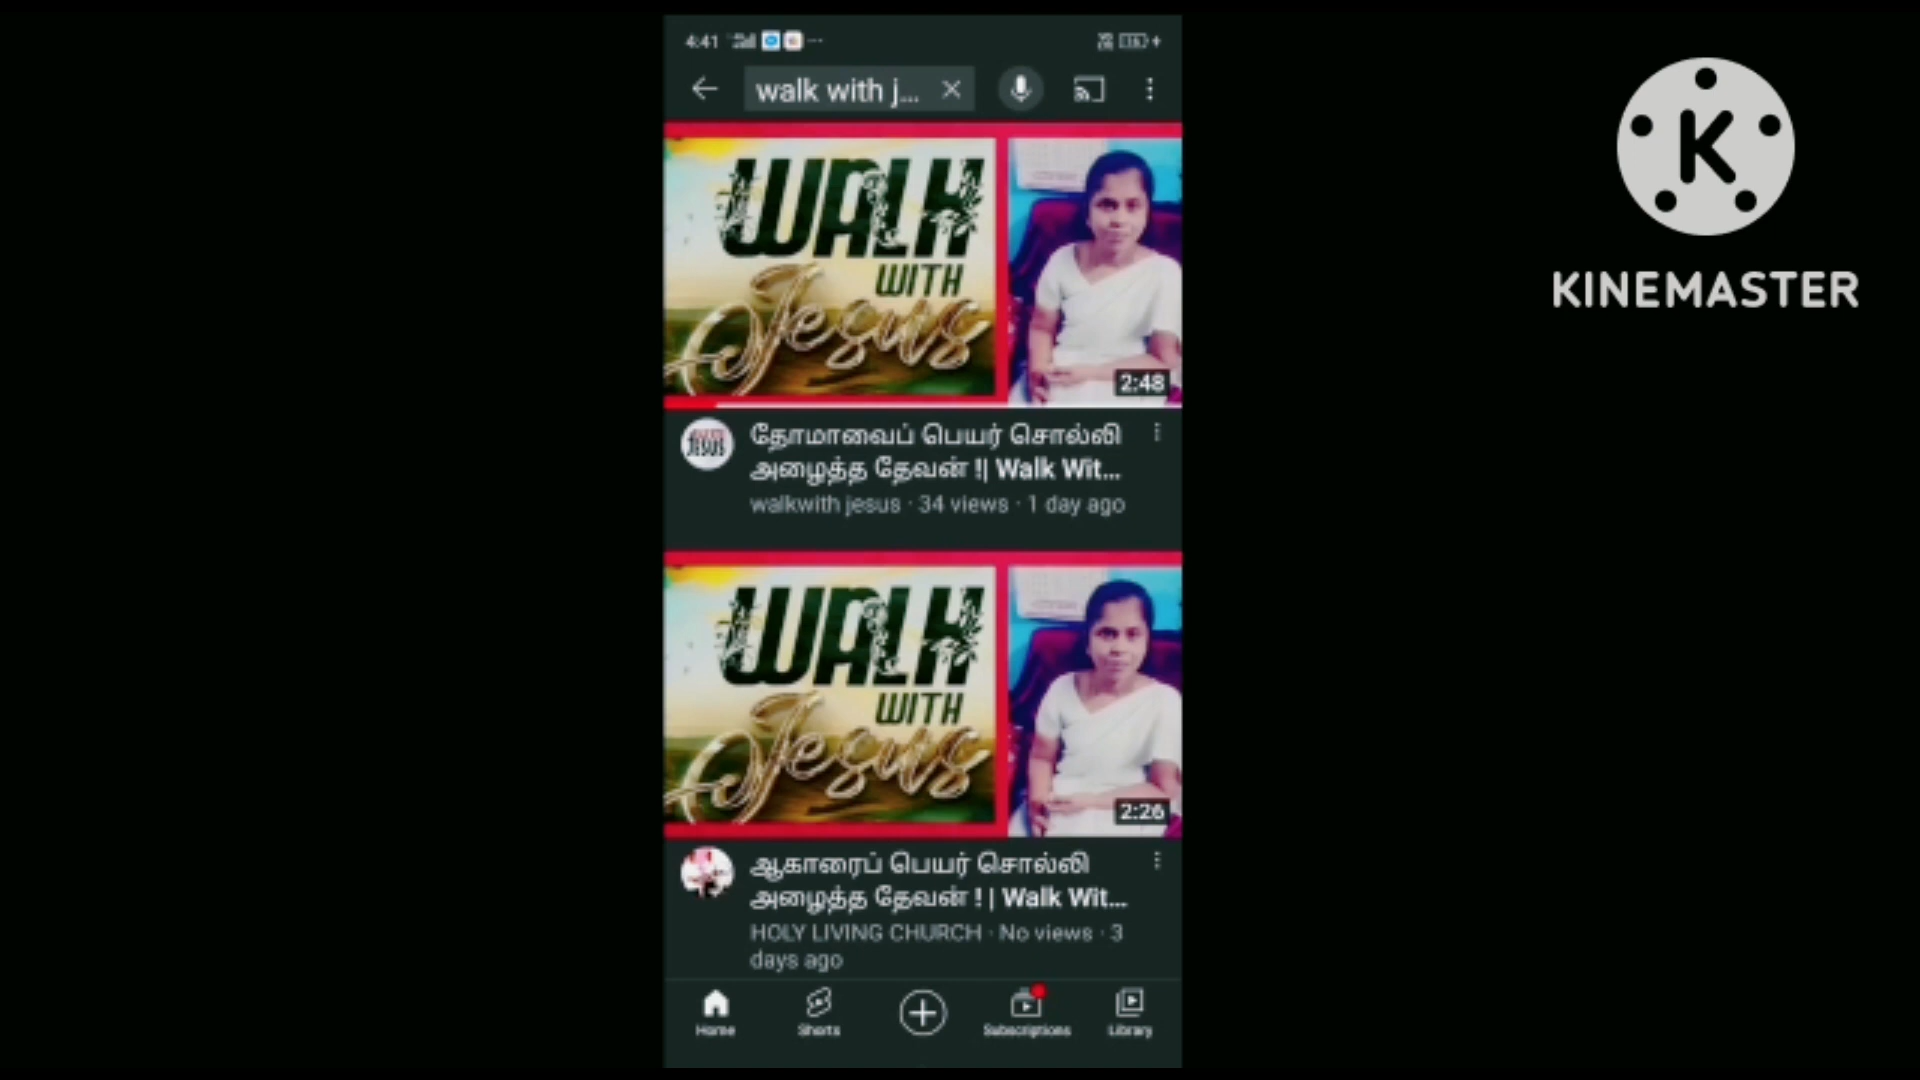 4:41
walk with j...
KINEMASTER
WALK
WITH
Jesus
2:48
JESUS
தோமாவைப் பெயர் சொல்லி
அழைத்த தேவன் !| Walk Wit...
walkwith jesus · 34 views · 1 day ago
WALK
WITH
Jesus
2:26
ஆகாரைப் பெயர் சொல்லி
அழைத்த தேவன் ! | Walk Wit...
HOLY LIVING CHURCH · No views · 3
days ago
Home Shorts Subscriptions Library